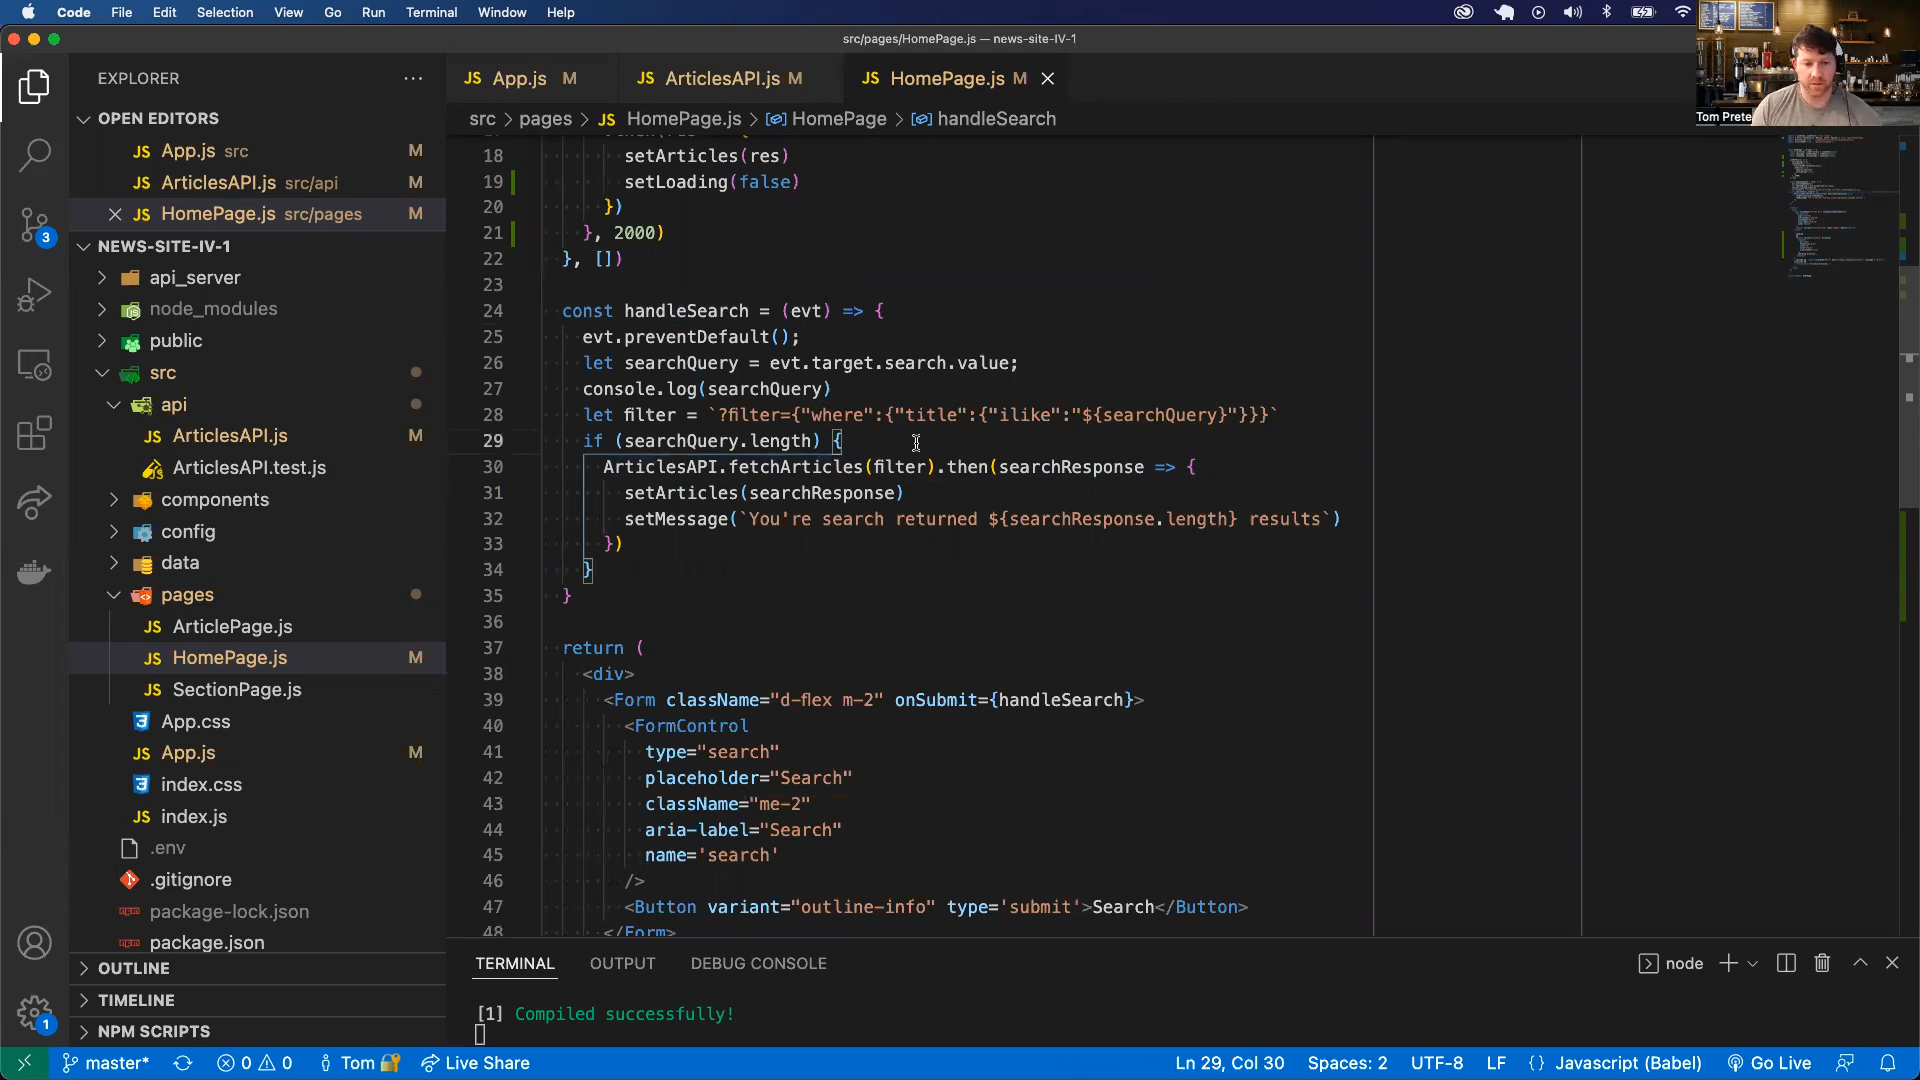 Code File Edit Selection View Go Run Terminal Window Help
src/pages/HomePage.js — news-site-IV-1
Tom Prete
EXPLORER
OPEN EDITORS
JS App.js src M
JS ArticlesAPI.js src/api M
JS HomePage.js src/pages M
NEWS-SITE-IV-1
api_server
node_modules
public
src
api
JS ArticlesAPI.js
ArticlesAPI.test.js
components
config
data
pages
JS ArticlePage.js
JS HomePage.js M
JS SectionPage.js
App.css
JS App.js M
index.css
JS index.js
.env
.gitignore
package-lock.json
package.json
OUTLINE
TIMELINE
NPM SCRIPTS
3
1
JS App.js M JS ArticlesAPI.js M JS HomePage.js M
src > pages > JS HomePage.js > HomePage > handleSearch
18 setArticles(res)
19 setLoading(false)
20 })
21 }, 2000)
22 }, [])
23
24 const handleSearch = (evt) => {
25 evt.preventDefault();
26 let searchQuery = evt.target.search.value;
27 console.log(searchQuery)
28 let filter = `?filter={"where":{"title":{"ilike":"${searchQuery}"}}}`
29 if (searchQuery.length) {
30 ArticlesAPI.fetchArticles(filter).then(searchResponse => {
31 setArticles(searchResponse)
32 setMessage(`You're search returned ${searchResponse.length} results`)
33 })
34 }
35 }
36
37 return (
38 <div>
39 <Form className="d-flex m-2" onSubmit={handleSearch}>
40 <FormControl
41 type="search"
42 placeholder="Search"
43 className="me-2"
44 aria-label="Search"
45 name='search'
46 />
47 <Button variant="outline-info" type='submit'>Search</Button>
48 </Form>
TERMINAL OUTPUT DEBUG CONSOLE
node
[1] Compiled successfully!
master* 0 0 Tom Live Share Ln 29, Col 30 Spaces: 2 UTF-8 LF {} Javascript (Babel) Go Live